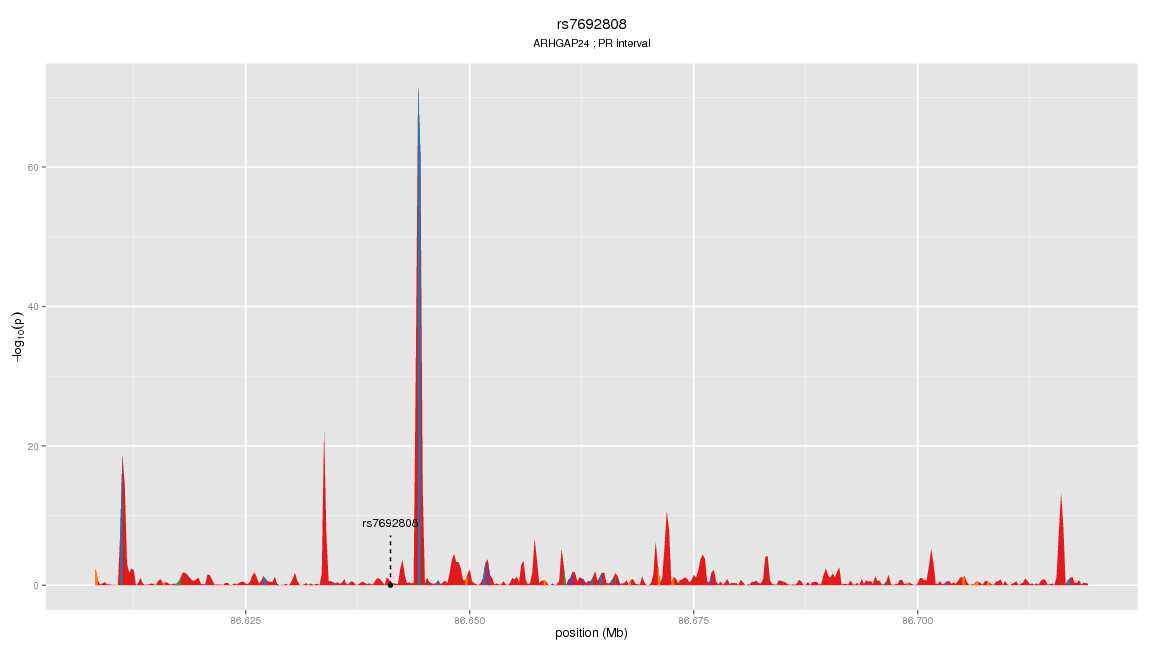 rs7692808
ARHGAP24 ; PR interval
60
40
20
0
−log10(p)
rs7692808
86.625
86.650
86.675
86.700
position (Mb)